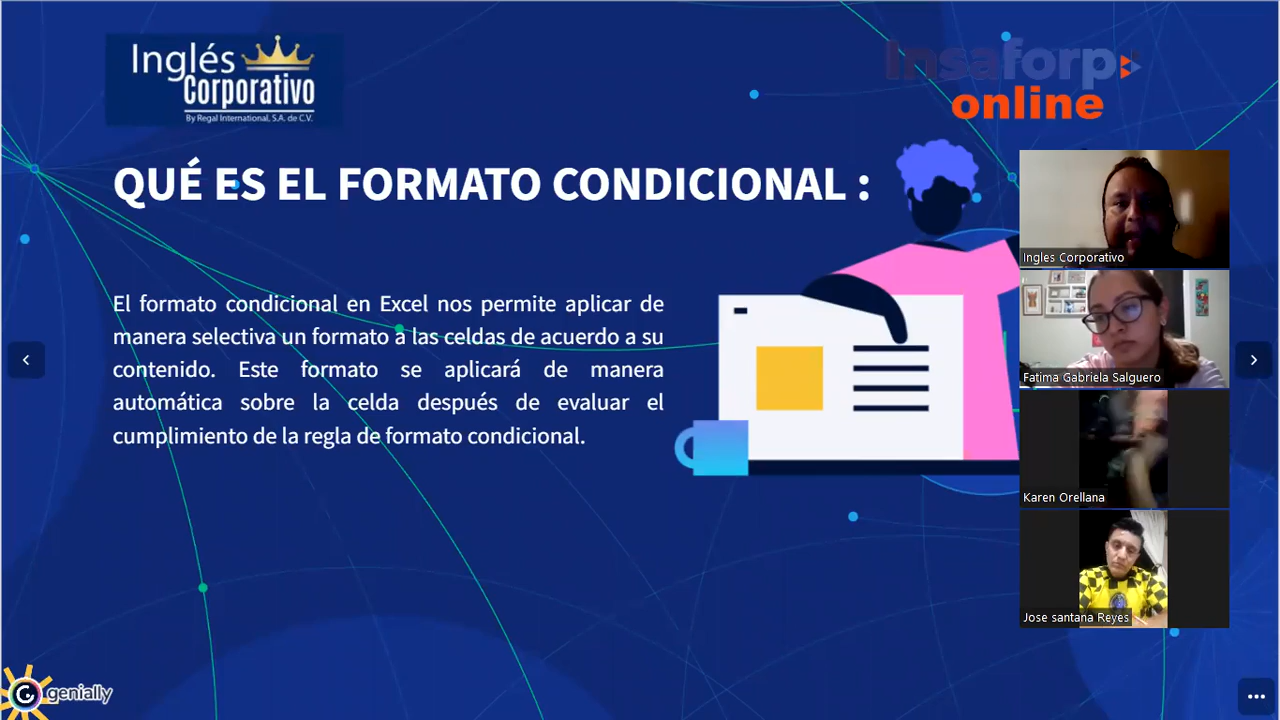 Inglés
Corporativo
By Regal International, S.A. de C.V.
Insaforp
online
QUÉ ES EL FORMATO CONDICIONAL :
El formato condicional en Excel nos permite aplicar de
manera selectiva un formato a las celdas de acuerdo a su
contenido. Este formato se aplicará de manera
automática sobre la celda después de evaluar el
cumplimiento de la regla de formato condicional.
Ingles Corporativo
Fatima Gabriela Salguero
Karen Orellana
Jose santana Reyes
genially